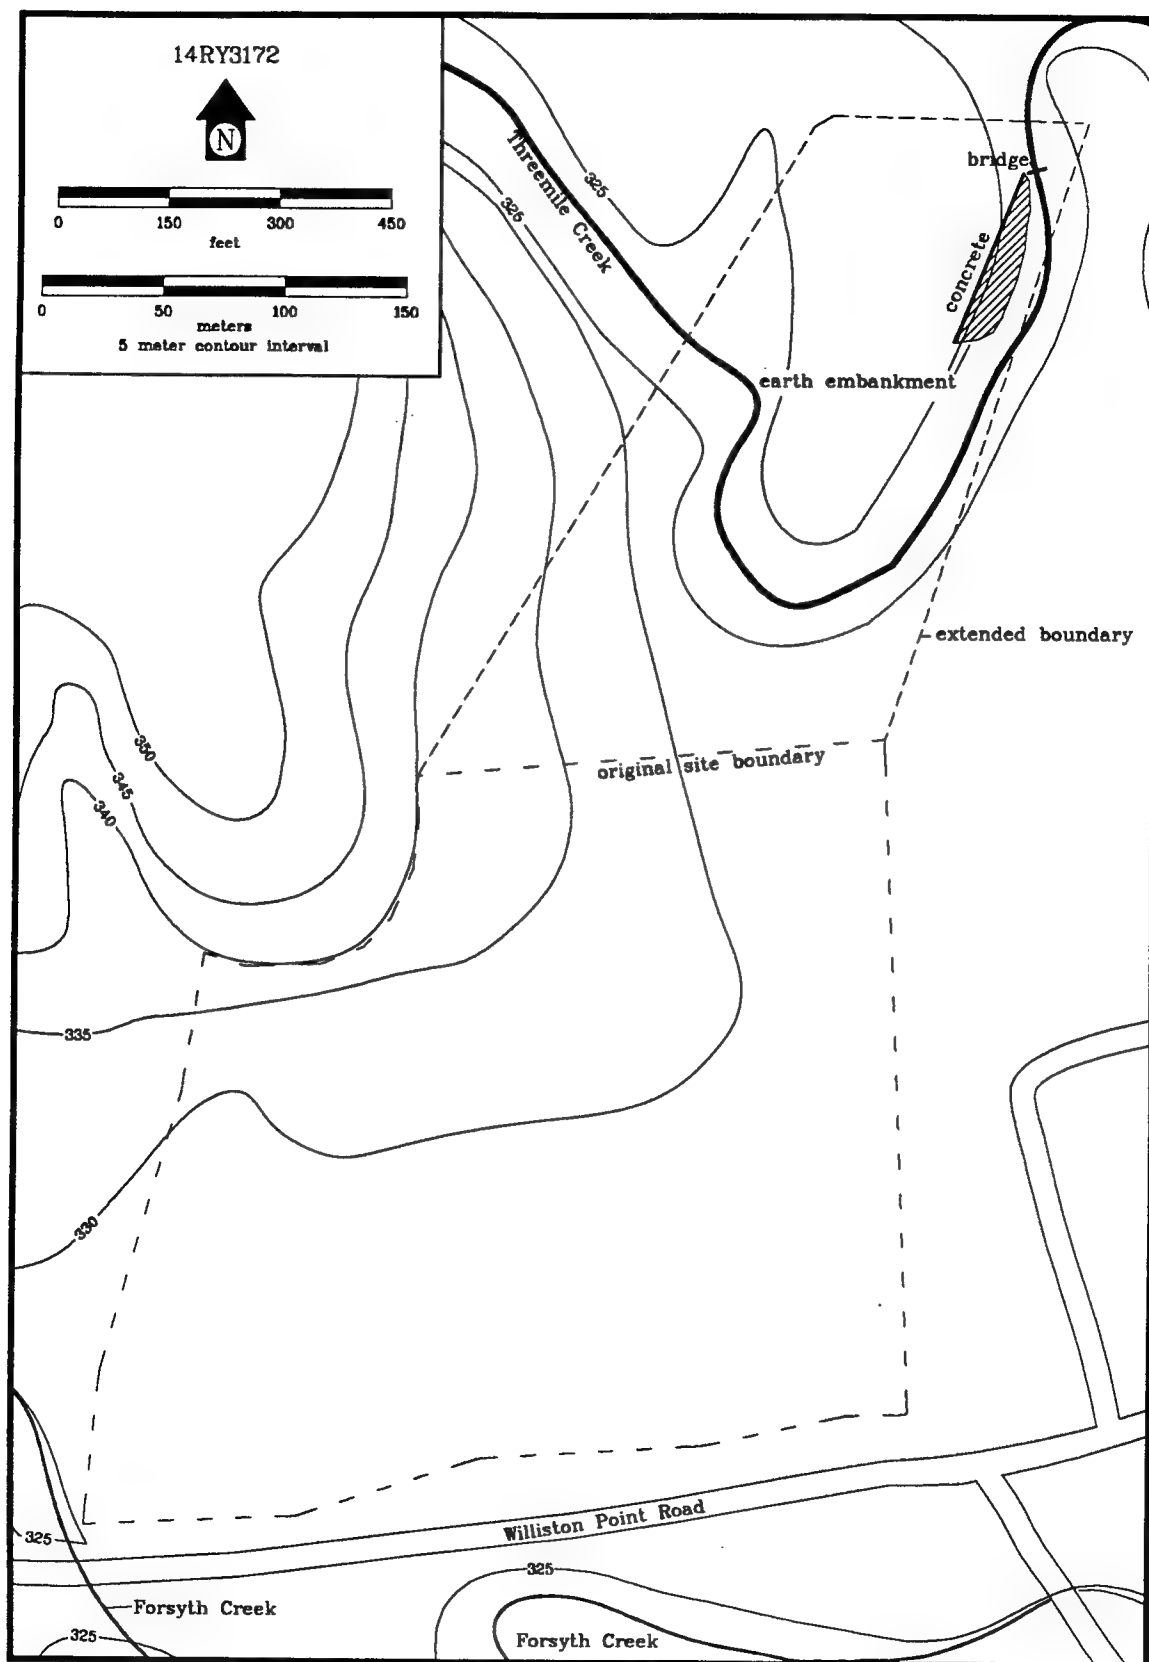 14RY3172
N
0 150 300 450
feet
0 50 100 150
meters
5 meter contour interval
Threemile Creek
325
325
bridge
concrete
earth embankment
extended boundary
original site boundary
350
345
340
335
330
325
Williston Point Road
325
Forsyth Creek
325
Forsyth Creek